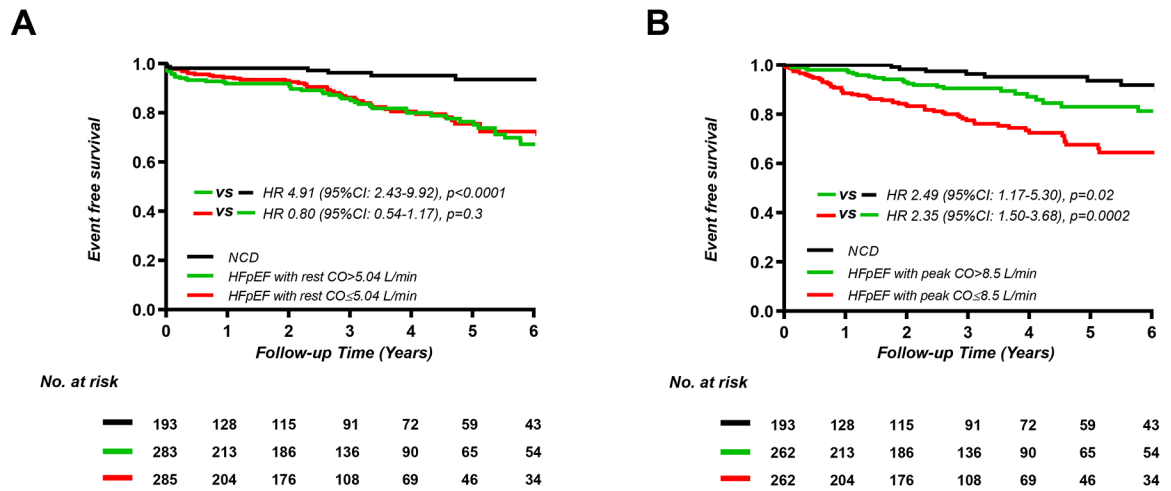 A
B
Event free survival
1.0
0.8
0.6
0.4
0.2
0.0
vs HR 4.91 (95%CI: 2.43-9.92), p<0.0001
vs HR 0.80 (95%CI: 0.54-1.17), p=0.3
NCD
HFpEF with rest CO>5.04 L/min
HFpEF with rest CO≤5.04 L/min
0 1 2 3 4 5 6
Follow-up Time (Years)
No. at risk
193 128 115 91 72 59 43
283 213 186 136 90 65 54
285 204 176 108 69 46 34
Event free survival
1.0
0.8
0.6
0.4
0.2
0.0
vs HR 2.49 (95%CI: 1.17-5.30), p=0.02
vs HR 2.35 (95%CI: 1.50-3.68), p=0.0002
NCD
HFpEF with peak CO>8.5 L/min
HFpEF with peak CO≤8.5 L/min
0 1 2 3 4 5 6
Follow-up Time (Years)
No. at risk
193 128 115 91 72 59 43
262 213 186 136 90 65 54
262 204 176 108 69 46 34